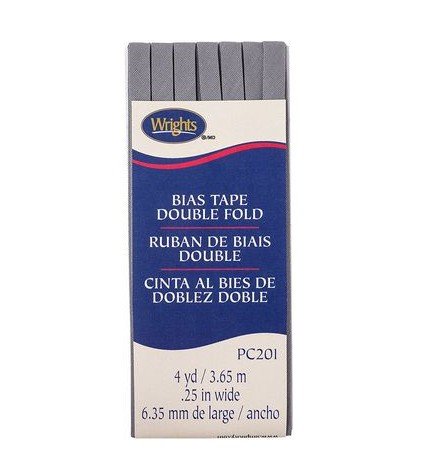 Wrights
®/MD
BIAS TAPE
DOUBLE FOLD
RUBAN DE BIAIS
DOUBLE
CINTA AL BIES DE
DOBLEZ DOBLE
PC201
4 yd / 3.65 m
.25 in wide
6.35 mm de large / ancho